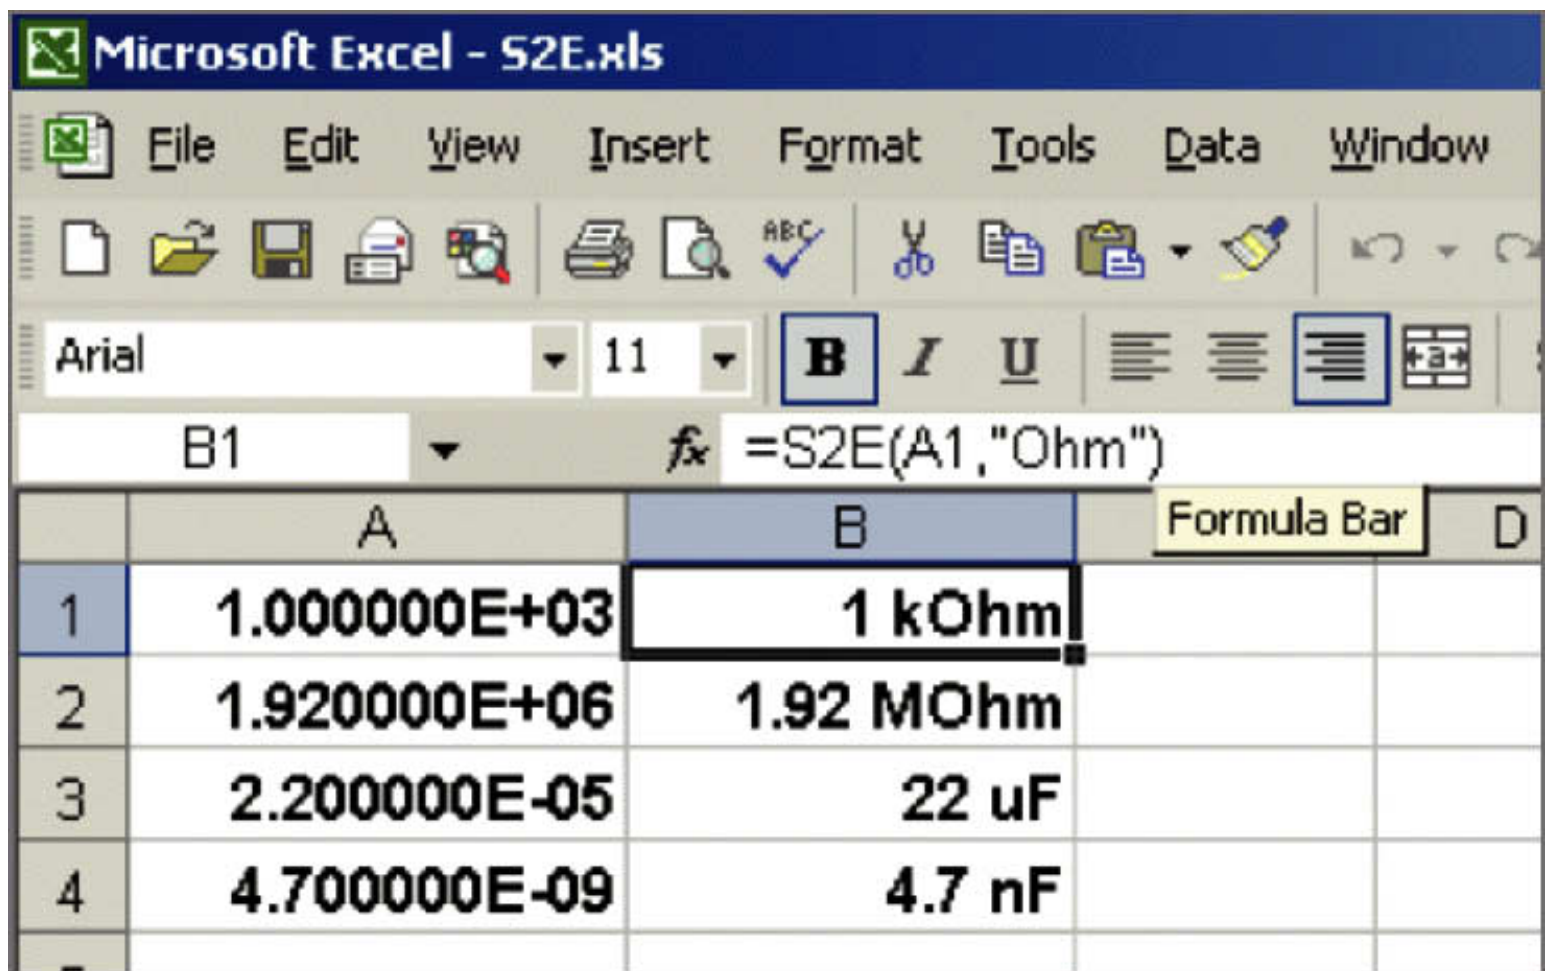 Microsoft Excel - S2E.xls
File Edit View Insert Format Tools Data Window
ABC
Arial 11 B I U a
B1 fx =S2E(A1,"Ohm")
Formula Bar
A B D
1 1.000000E+03 1 kOhm
2 1.920000E+06 1.92 MOhm
3 2.200000E-05 22 uF
4 4.700000E-09 4.7 nF